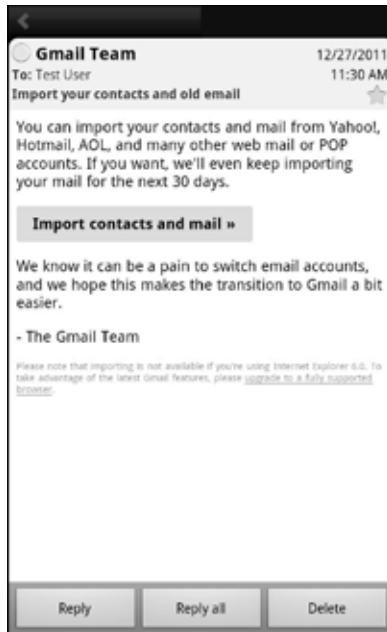 Gmail Team 12/27/2011
To: Test User 11:30 AM
Import your contacts and old email
You can import your contacts and mail from Yahoo!,
Hotmail, AOL, and many other web mail or POP
accounts. If you want, we'll even keep importing
your mail for the next 30 days.
Import contacts and mail »
We know it can be a pain to switch email accounts,
and we hope this makes the transition to Gmail a bit
easier.
- The Gmail Team
Please note that importing is not available if you're using Internet Explorer 6.0. To
take advantage of the latest Gmail features, please upgrade to a fully supported
browser.
Reply Reply all Delete